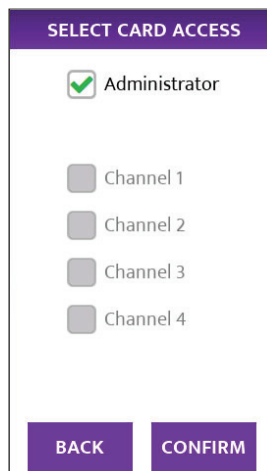 SELECT CARD ACCESS
Administrator
Channel 1
Channel 2
Channel 3
Channel 4
BACK CONFIRM